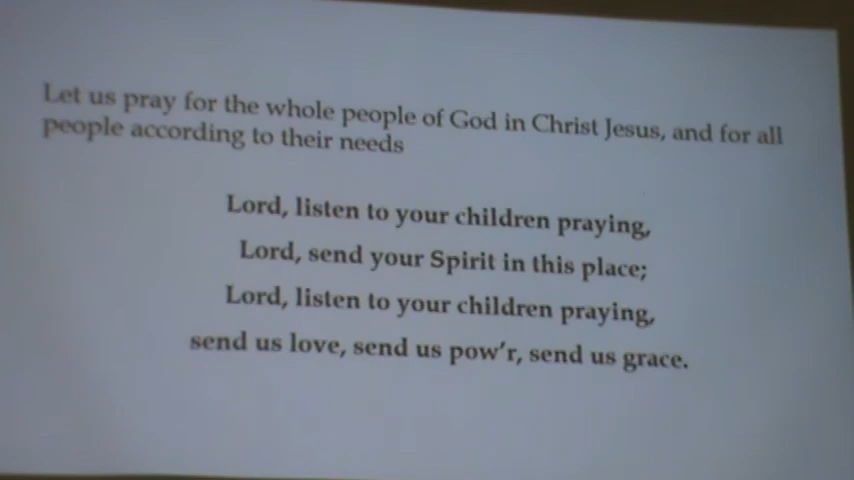 Let us pray for the whole people of God in Christ Jesus, and for all
people according to their needs
Lord, listen to your children praying,
Lord, send your Spirit in this place;
Lord, listen to your children praying,
send us love, send us pow'r, send us grace.